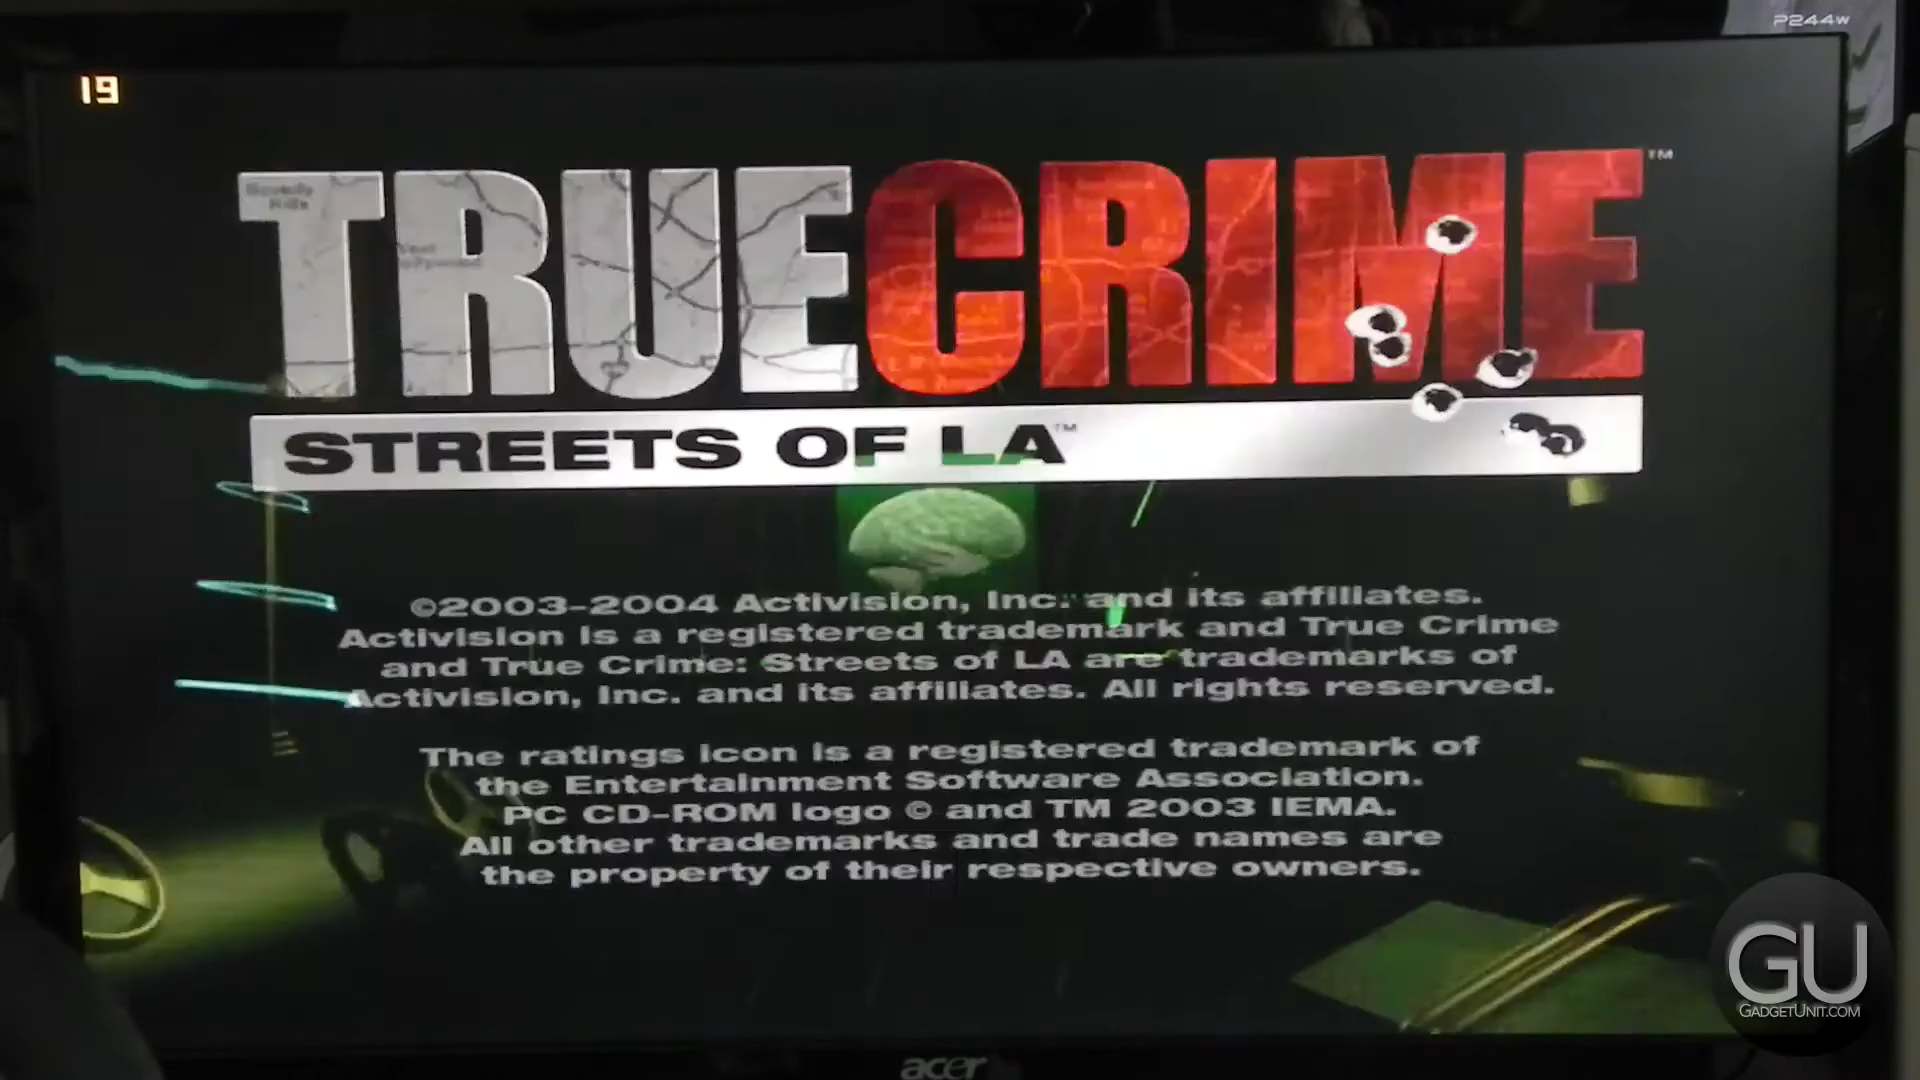 P244w
19
TRUECRIME™
STREETS OF LA™
©2003-2004 Activision, Inc. and its affiliates.
Activision is a registered trademark and True Crime
and True Crime: Streets of LA are trademarks of
Activision, Inc. and its affiliates. All rights reserved.
The ratings icon is a registered trademark of
the Entertainment Software Association.
PC CD-ROM logo © and TM 2003 IEMA.
All other trademarks and trade names are
the property of their respective owners.
GU
GADGETUNIT.COM
acer